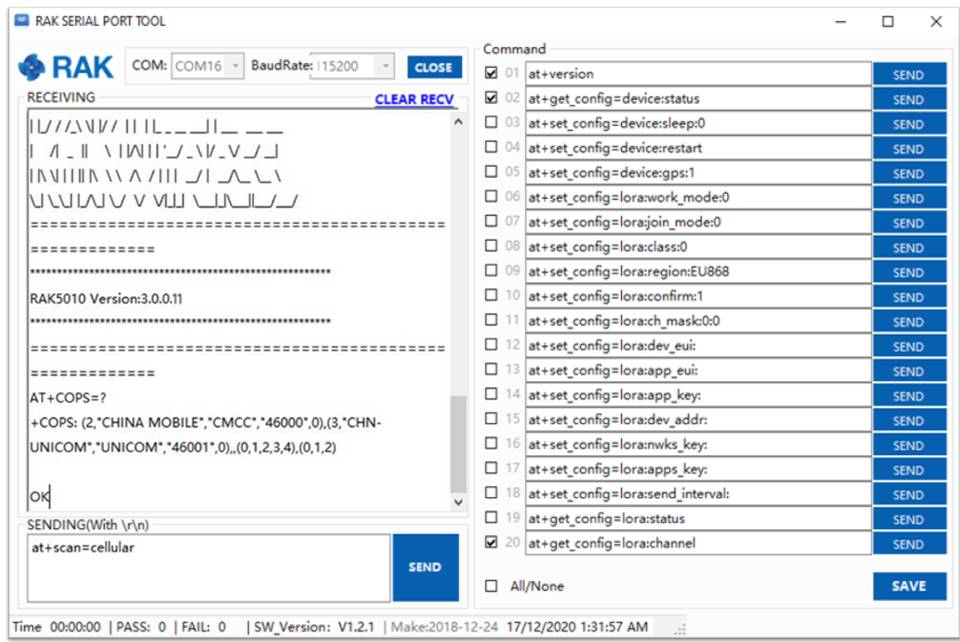 RAK SERIAL PORT TOOL
RAK
COM: COM16 BaudRate: 115200 CLOSE
RECEIVING CLEAR RECV
=============================================
=============
*********************************************************
RAK5010 Version:3.0.0.11
*********************************************************
=============================================
=============
AT+COPS=?
+COPS: (2,"CHINA MOBILE","CMCC","46000",0),(3,"CHN-
UNICOM","UNICOM","46001",0),,(0,1,2,3,4),(0,1,2)
OK
SENDING(With \r\n)
at+scan=cellular
SEND
Command
01 at+version SEND
02 at+get_config=device:status SEND
03 at+set_config=device:sleep:0 SEND
04 at+set_config=device:restart SEND
05 at+set_config=device:gps:1 SEND
06 at+set_config=lora:work_mode:0 SEND
07 at+set_config=lora:join_mode:0 SEND
08 at+set_config=lora:class:0 SEND
09 at+set_config=lora:region:EU868 SEND
10 at+set_config=lora:confirm:1 SEND
11 at+set_config=lora:ch_mask:0:0 SEND
12 at+set_config=lora:dev_eui: SEND
13 at+set_config=lora:app_eui: SEND
14 at+set_config=lora:app_key: SEND
15 at+set_config=lora:dev_addr: SEND
16 at+set_config=lora:nwks_key: SEND
17 at+set_config=lora:apps_key: SEND
18 at+set_config=lora:send_interval: SEND
19 at+get_config=lora:status SEND
20 at+get_config=lora:channel SEND
All/None SAVE
Time 00:00:00 | PASS: 0 | FAIL: 0 | SW_Version: V1.2.1 | Make:2018-12-24 17/12/2020 1:31:57 AM